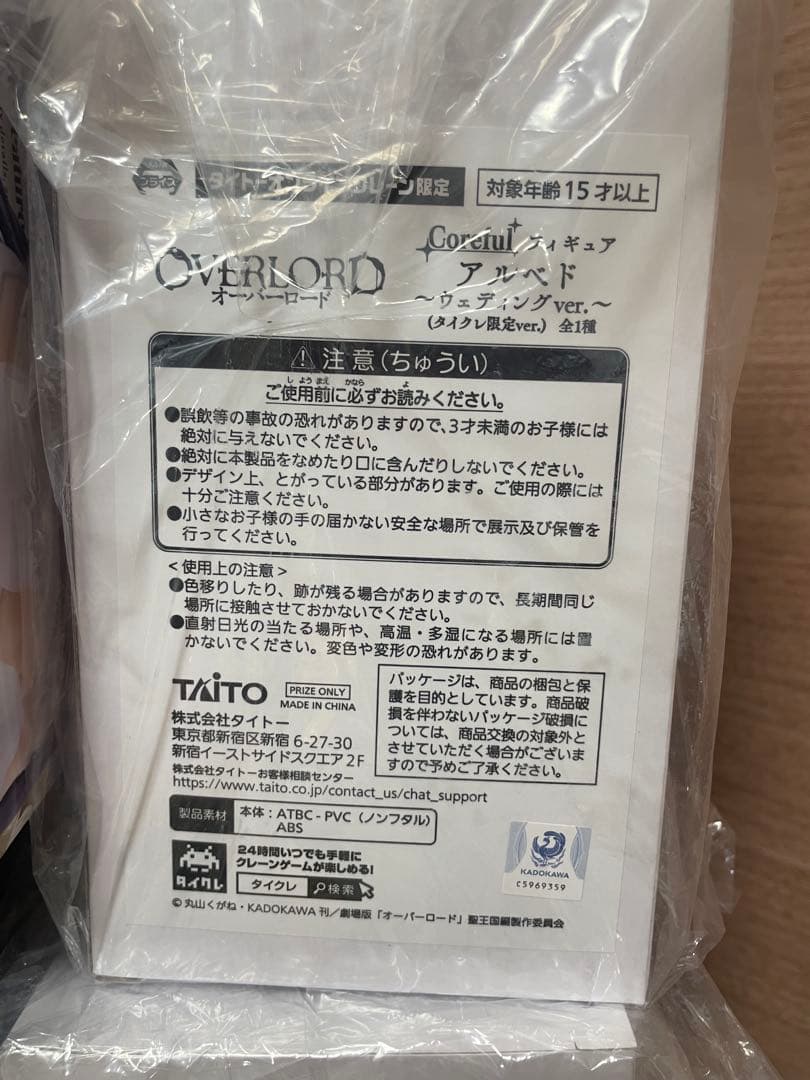 プライス
タイトーオンラインクレーン限定
対象年齢15才以上
OVERLORD
オーバーロード
Coreful フィギュア
アルベド
～ウェディングver.～
(タイクレ限定ver.) 全1種
⚠注意(ちゅうい)
しようまえ かなら よ
ご使用前に必ずお読みください。
●誤飲等の事故の恐れがありますので、3才未満のお子様には
絶対に与えないでください。
●絶対に本製品をなめたり口に含んだりしないでください。
●デザイン上、とがっている部分があります。ご使用の際には
十分ご注意ください。
●小さなお子様の手の届かない安全な場所で展示及び保管を
行ってください。
<使用上の注意>
●色移りしたり、跡が残る場合がありますので、長期間同じ
場所に接触させておかないでください。
●直射日光の当たる場所や、高温・多湿になる場所には置
かないでください。変色や変形の恐れがあります。
TAITO
PRIZE ONLY
MADE IN CHINA
株式会社タイトー
東京都新宿区新宿 6-27-30
新宿イーストサイドスクエア 2F
株式会社タイトーお客様相談センター
https://www.taito.co.jp/contact_us/chat_support
パッケージは、商品の梱包と保
護を目的としています。商品破
損を伴わないパッケージ破損に
ついては、商品交換の対象外と
させていただく場合がございま
すので予めご了承ください。
製品素材
本体：ATBC-PVC (ノンフタル)
ABS
タイクレ
24時間いつでも手軽に
クレーンゲームが楽しめる!
タイクレ 検索
KADOKAWA
C5969359
©丸山くがね・KADOKAWA刊／劇場版「オーバーロード」聖王国編製作委員会